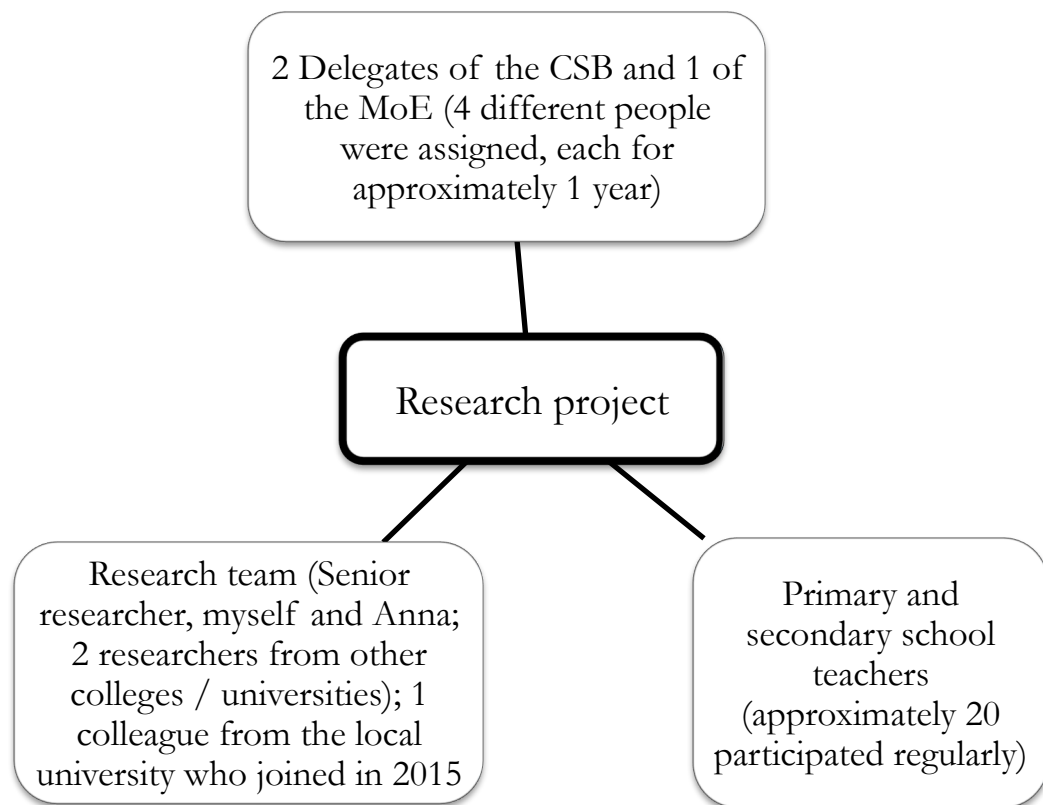 2 Delegates of the CSB and 1 of
the MoE (4 different people
were assigned, each for
approximately 1 year)
Research project
Research team (Senior
researcher, myself and Anna;
2 researchers from other
colleges / universities); 1
colleague from the local
university who joined in 2015
Primary and
secondary school
teachers
(approximately 20
participated regularly)